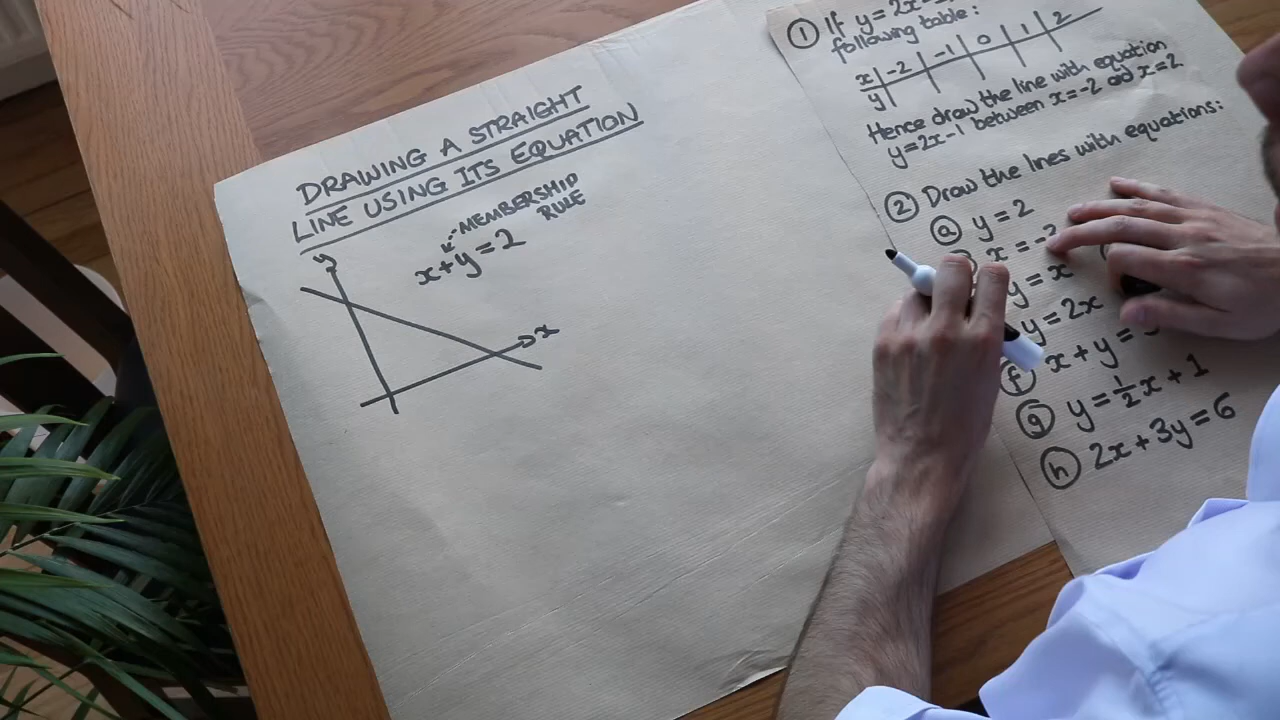 DRAWING A STRAIGHT
LINE USING ITS EQUATION
MEMBERSHIP
RULE
x+y=2
y
x
① If y=2x-
following table:
x -2 -1 0 1 2
y
Hence draw the line with equation
y=2x-1 between x=-2 and x=2
② Draw the lines with equations:
ⓐ y=2
x=-2
y=x
y=2x
ⓕ x+y=
ⓖ y=½x+1
ⓗ 2x+3y=6